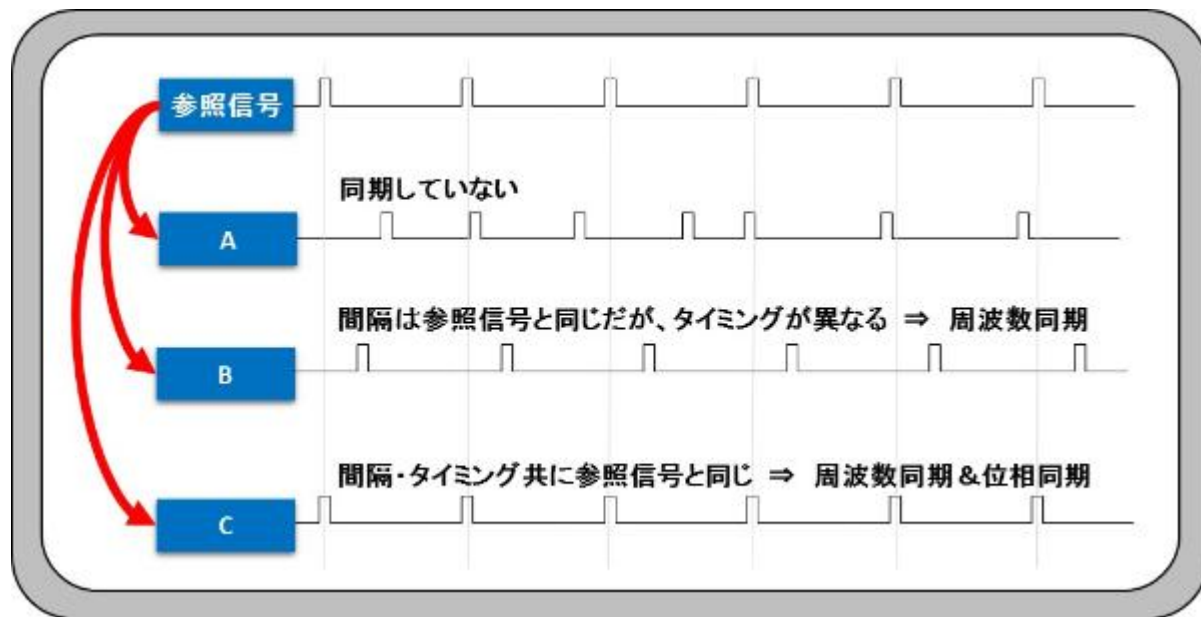 参照信号
同期していない
A
間隔は参照信号と同じだが、タイミングが異なる ⇒ 周波数同期
B
間隔・タイミング共に参照信号と同じ ⇒ 周波数同期&位相同期
C